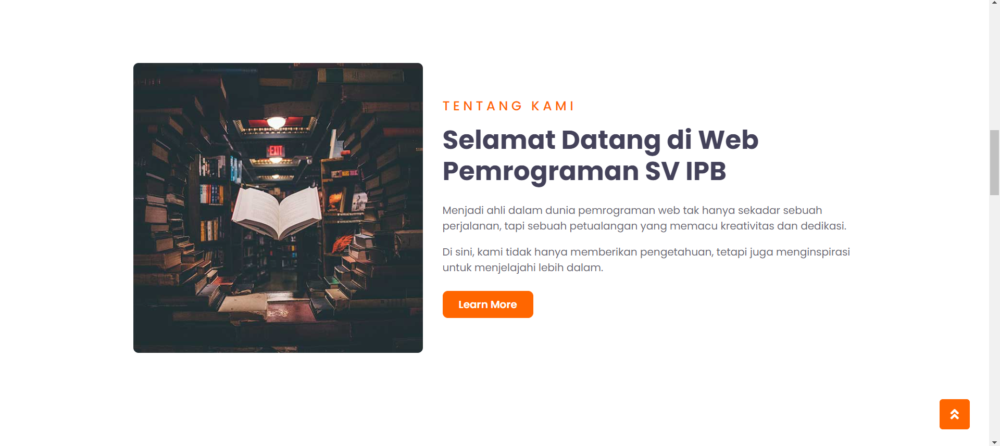 EXIT
MARS
TENTANG KAMI
Selamat Datang di Web
Pemrograman SV IPB
Menjadi ahli dalam dunia pemrograman web tak hanya sekadar sebuah
perjalanan, tapi sebuah petualangan yang memacu kreativitas dan dedikasi.
Di sini, kami tidak hanya memberikan pengetahuan, tetapi juga menginspirasi
untuk menjelajahi lebih dalam.
Learn More